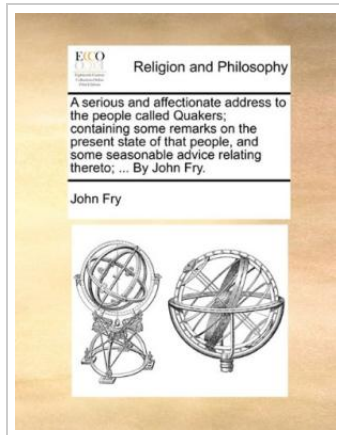 ECCO
Religion and Philosophy
A serious and affectionate address to
the people called Quakers;
containing some remarks on the
present state of that people, and
some seasonable advice relating
thereto; ... By John Fry.
John Fry